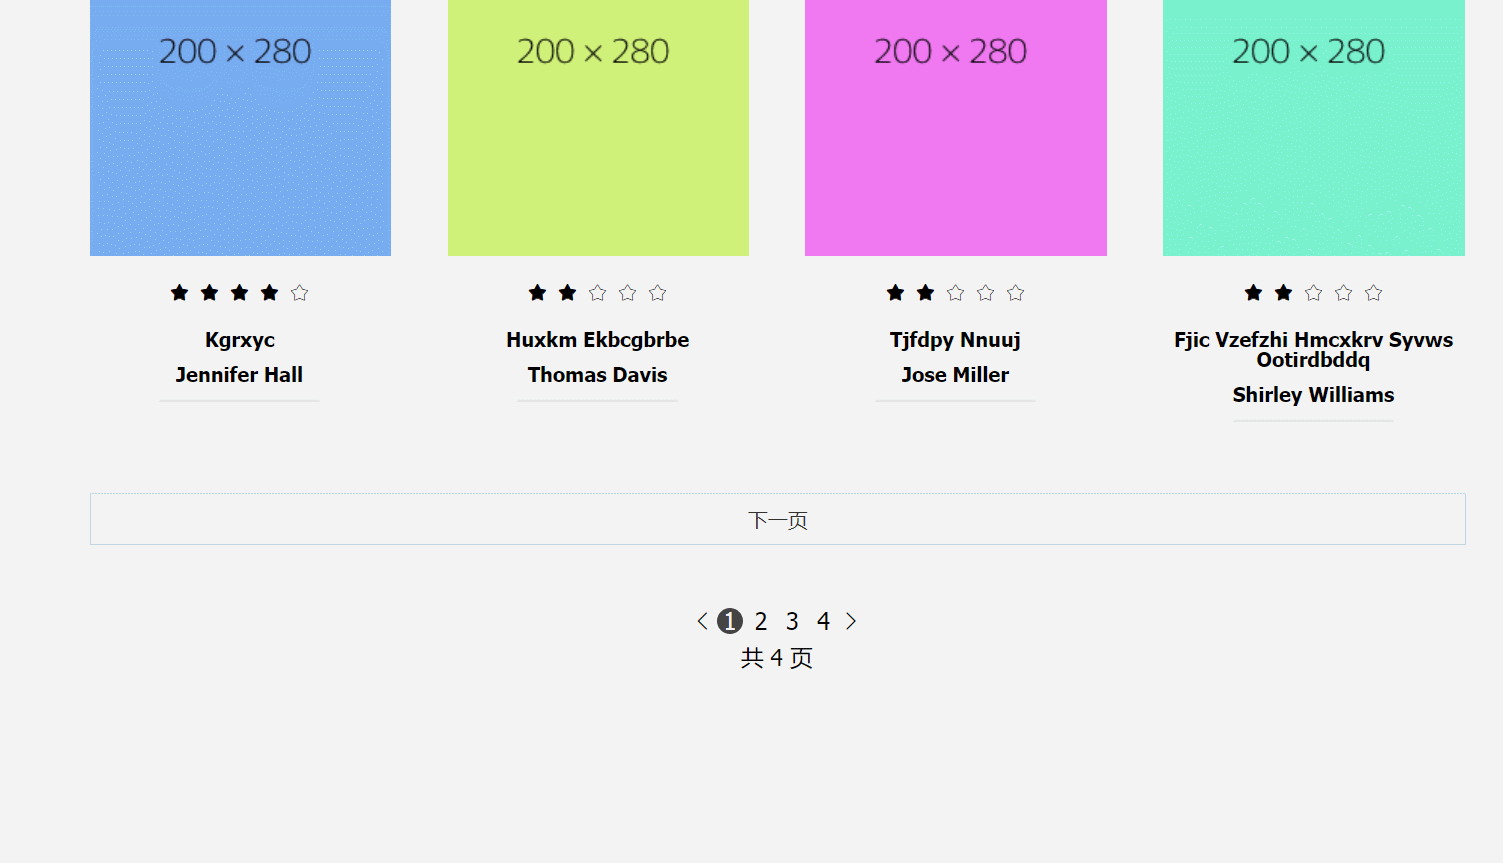 200 × 280
200 × 280
200 × 280
200 × 280
Kgrxyc
Jennifer Hall
Huxkm Ekbcgbrbe
Thomas Davis
Tjfdpy Nnuuj
Jose Miller
Fjic Vzefzhi Hmcxkrv Syvws
Ootirdbddq
Shirley Williams
下一页
1 2 3 4
共 4 页